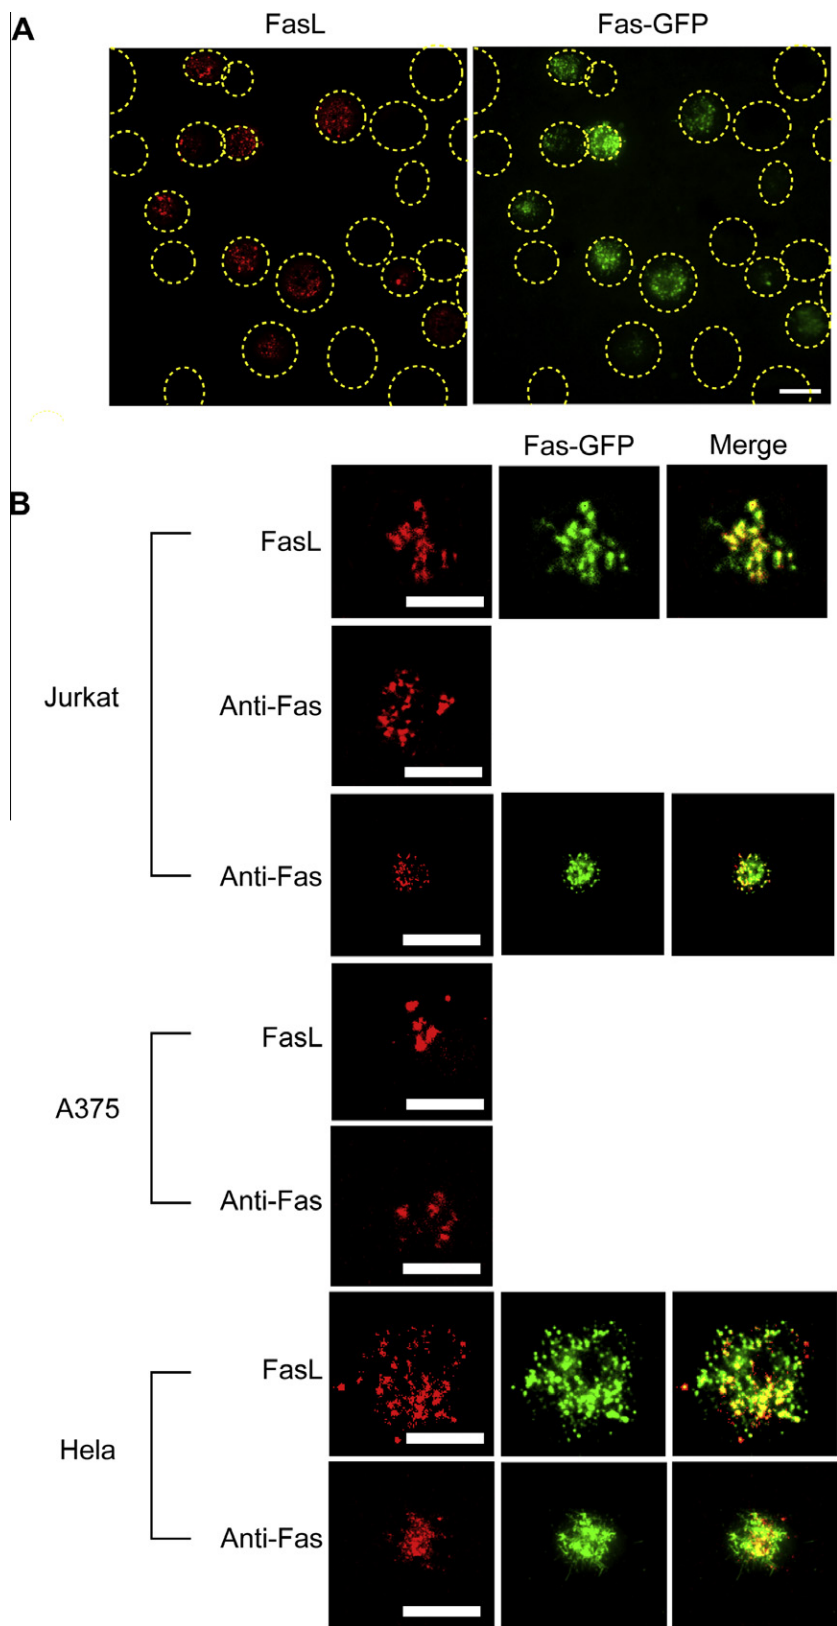 A
FasL
Fas-GFP
Fas-GFP
Merge
B
FasL
Jurkat
Anti-Fas
Anti-Fas
FasL
A375
Anti-Fas
FasL
Hela
Anti-Fas